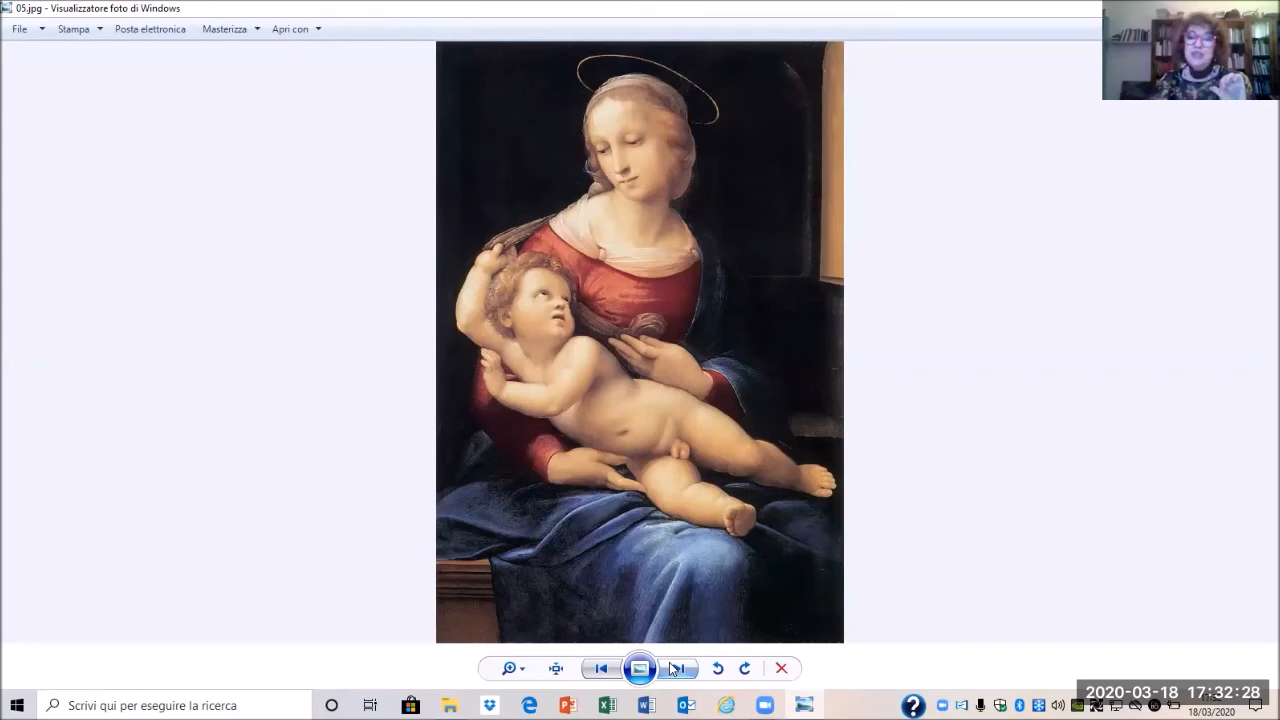 05.jpg - Visualizzatore foto di Windows
File Stampa Posta elettronica Masterizza Apri con
Scrivi qui per eseguire la ricerca
2020-03-18 17:32:28
18/03/2020